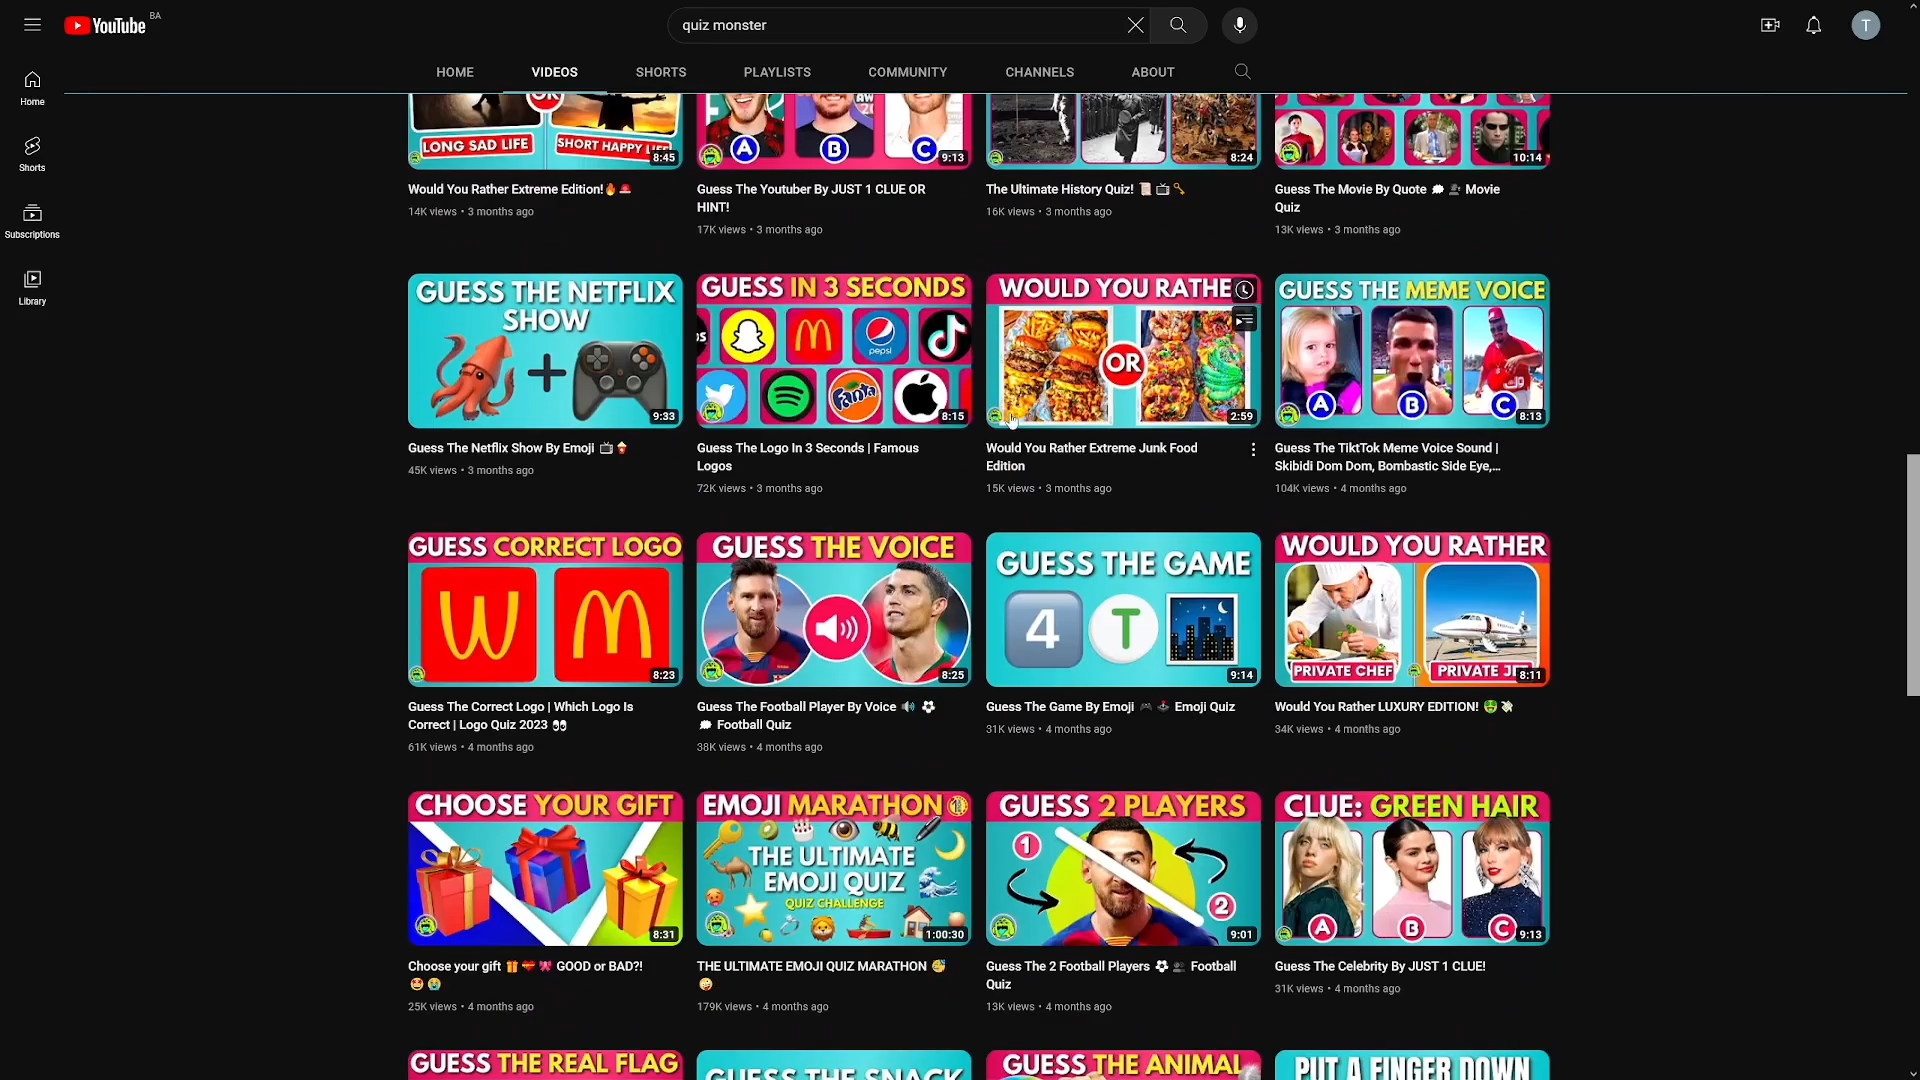 YouTube BA
quiz monster
T
HOME VIDEOS SHORTS PLAYLISTS COMMUNITY CHANNELS ABOUT
Home
Shorts
Subscriptions
Library
OR
LONG SAD LIFE SHORT HAPPY LIFE
8:45
Would You Rather Extreme Edition!🔥🚨
14K views • 3 months ago
A B C
9:13
Guess The Youtuber By JUST 1 CLUE OR
HINT!
17K views • 3 months ago
8:24
The Ultimate History Quiz! 📜 📺 🗝️
16K views • 3 months ago
10:14
Guess The Movie By Quote 💭 👤 Movie
Quiz
13K views • 3 months ago
GUESS THE NETFLIX
SHOW
9:33
Guess The Netflix Show By Emoji 📺🍿
45K views • 3 months ago
GUESS IN 3 SECONDS
pepsi
Fanta
8:15
Guess The Logo In 3 Seconds | Famous
Logos
72K views • 3 months ago
WOULD YOU RATHE
OR
2:59
Would You Rather Extreme Junk Food
Edition
15K views • 3 months ago
GUESS THE MEME VOICE
A B C
8:13
Guess The TikTok Meme Voice Sound |
Skibidi Dom Dom, Bombastic Side Eye,...
104K views • 4 months ago
GUESS CORRECT LOGO
8:23
Guess The Correct Logo | Which Logo Is
Correct | Logo Quiz 2023 👀
61K views • 4 months ago
GUESS THE VOICE
8:25
Guess The Football Player By Voice 🔊 ⚽
💭 Football Quiz
38K views • 4 months ago
GUESS THE GAME
4 T
9:14
Guess The Game By Emoji 🎮 🕹️ Emoji Quiz
31K views • 4 months ago
WOULD YOU RATHER
PRIVATE CHEF PRIVATE JET
8:11
Would You Rather LUXURY EDITION! 🤑 💸
34K views • 4 months ago
CHOOSE YOUR GIFT
8:31
Choose your gift 🎁 💝 🎀 GOOD or BAD?!
🤩 😭
25K views • 4 months ago
EMOJI MARATHON
THE ULTIMATE
EMOJI QUIZ
QUIZ CHALLENGE
1:00:30
THE ULTIMATE EMOJI QUIZ MARATHON 🥳
🤪
179K views • 4 months ago
GUESS 2 PLAYERS
1
2
9:01
Guess The 2 Football Players ⚽ 👥 Football
Quiz
13K views • 4 months ago
CLUE: GREEN HAIR
A B C
9:13
Guess The Celebrity By JUST 1 CLUE!
31K views • 4 months ago
GUESS THE REAL FLAG
GUESS THE SNACK
GUESS THE ANIMAL
PUT A FINGER DOWN